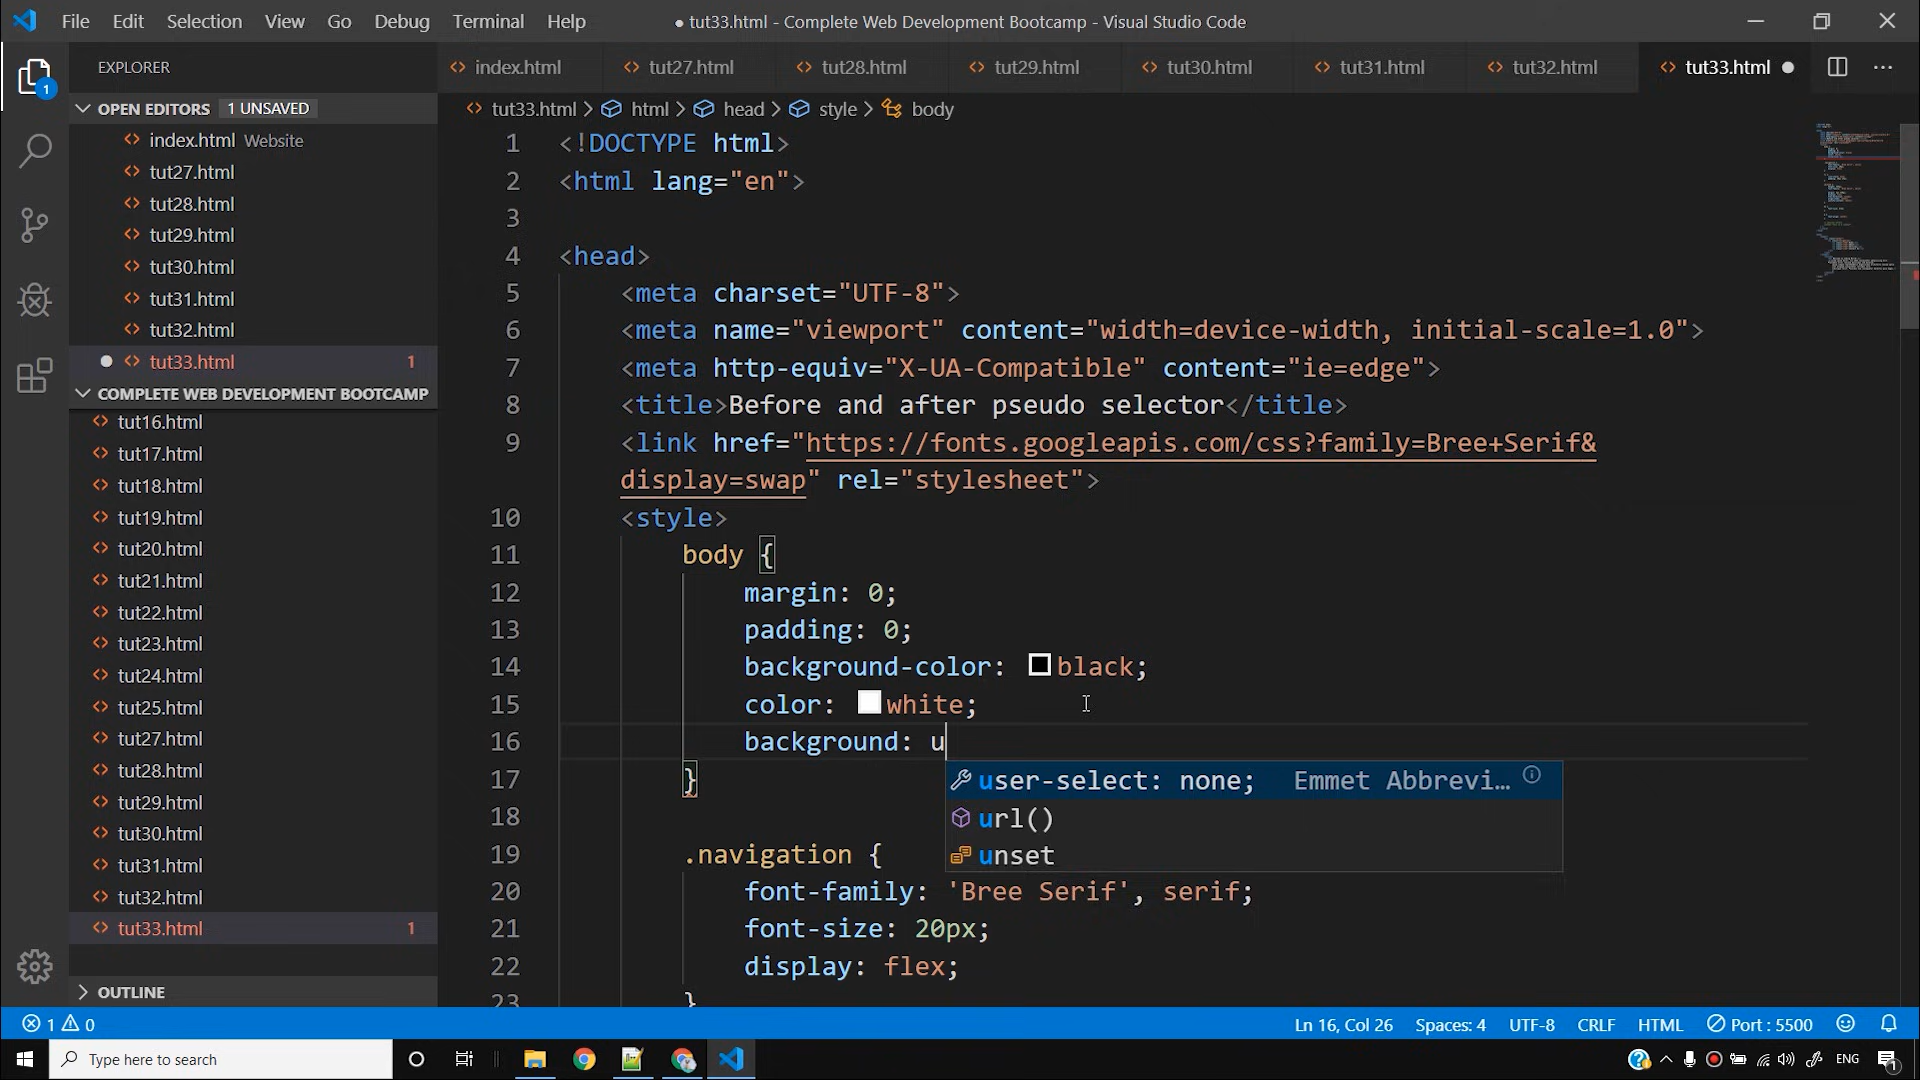 File Edit Selection View Go Debug Terminal Help ● tut33.html - Complete Web Development Bootcamp - Visual Studio Code
EXPLORER
index.html tut27.html tut28.html tut29.html tut30.html tut31.html tut32.html tut33.html
OPEN EDITORS 1 UNSAVED
tut33.html > html > head > style > body
index.html Website
tut27.html
tut28.html
tut29.html
tut30.html
tut31.html
tut32.html
tut33.html 1
COMPLETE WEB DEVELOPMENT BOOTCAMP
tut16.html
tut17.html
tut18.html
tut19.html
tut20.html
tut21.html
tut22.html
tut23.html
tut24.html
tut25.html
tut27.html
tut28.html
tut29.html
tut30.html
tut31.html
tut32.html
tut33.html 1
OUTLINE
1 <!DOCTYPE html>
2 <html lang="en">
3
4 <head>
5 <meta charset="UTF-8">
6 <meta name="viewport" content="width=device-width, initial-scale=1.0">
7 <meta http-equiv="X-UA-Compatible" content="ie=edge">
8 <title>Before and after pseudo selector</title>
9 <link href="https://fonts.googleapis.com/css?family=Bree+Serif&
display=swap" rel="stylesheet">
10 <style>
11 body {
12 margin: 0;
13 padding: 0;
14 background-color: black;
15 color: white;
16 background: u
17 }
18
19 .navigation {
20 font-family: 'Bree Serif', serif;
21 font-size: 20px;
22 display: flex;
23 }
user-select: none; Emmet Abbrevi...
url()
unset
1 0 Ln 16, Col 26 Spaces: 4 UTF-8 CRLF HTML Port : 5500
Type here to search ENG 1